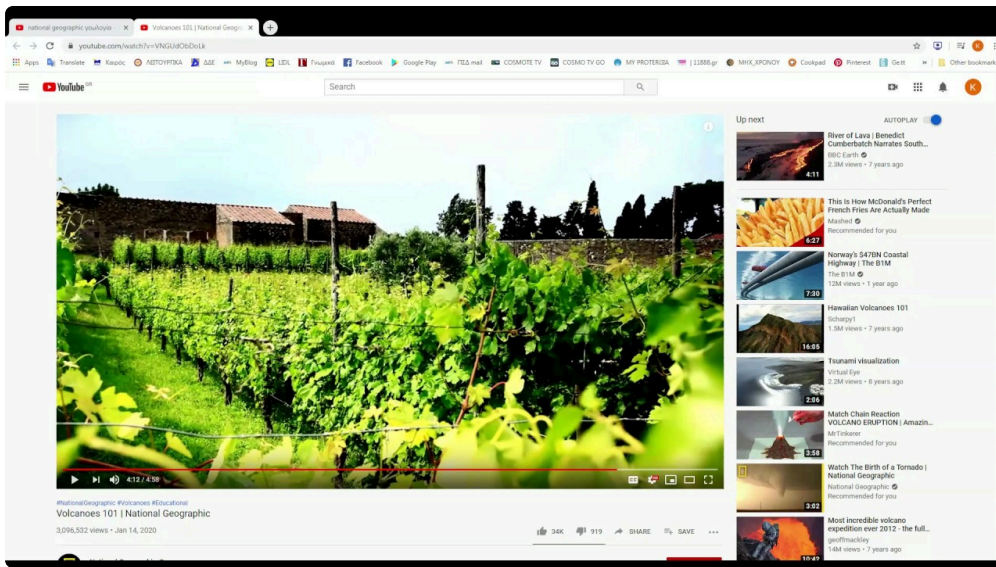 national geographic
Volcanoes 101 | National Geogr
youtube.com/watch?v=VNGUdObDoLk
Apps Translate Καιρός ΛΕΙΤΟΥΡΓΙΚΑ ΔΔΕ MyBlog LIDL Γνωμικό Facebook Google Play ΠΣΔ mail COSMOTE TV COSMO TV GO MY PROTERGIA | 11888.gr ΜΗΧ_ΧΡΟΝΟΥ Cookpad Pinterest Ge.tt » Other bookmark
YouTube GR
Search
K
Up next AUTOPLAY
River of Lava | Benedict
Cumberbatch Narrates South...
BBC Earth
2.3M views • 7 years ago
4:11
This Is How McDonald's Perfect
French Fries Are Actually Made
Mashed
Recommended for you
6:27
Norway's $47BN Coastal
Highway | The B1M
The B1M
12M views • 1 year ago
7:30
Hawaiian Volcanoes 101
Scharpy1
1.5M views • 7 years ago
16:05
Tsunami visualization
Virtual Eye
2.2M views • 8 years ago
2:06
Match Chain Reaction
VOLCANO ERUPTION | Amazin...
MrTinkerer
Recommended for you
3:58
Watch The Birth of a Tornado |
National Geographic
National Geographic
Recommended for you
3:02
Most incredible volcano
expedition ever 2012 - the full...
geoffmackley
14M views • 7 years ago
10:42
4:12 / 4:58
#NationalGeographic #Volcanoes #Educational
Volcanoes 101 | National Geographic
3,096,532 views • Jan 14, 2020
34K 919 SHARE SAVE